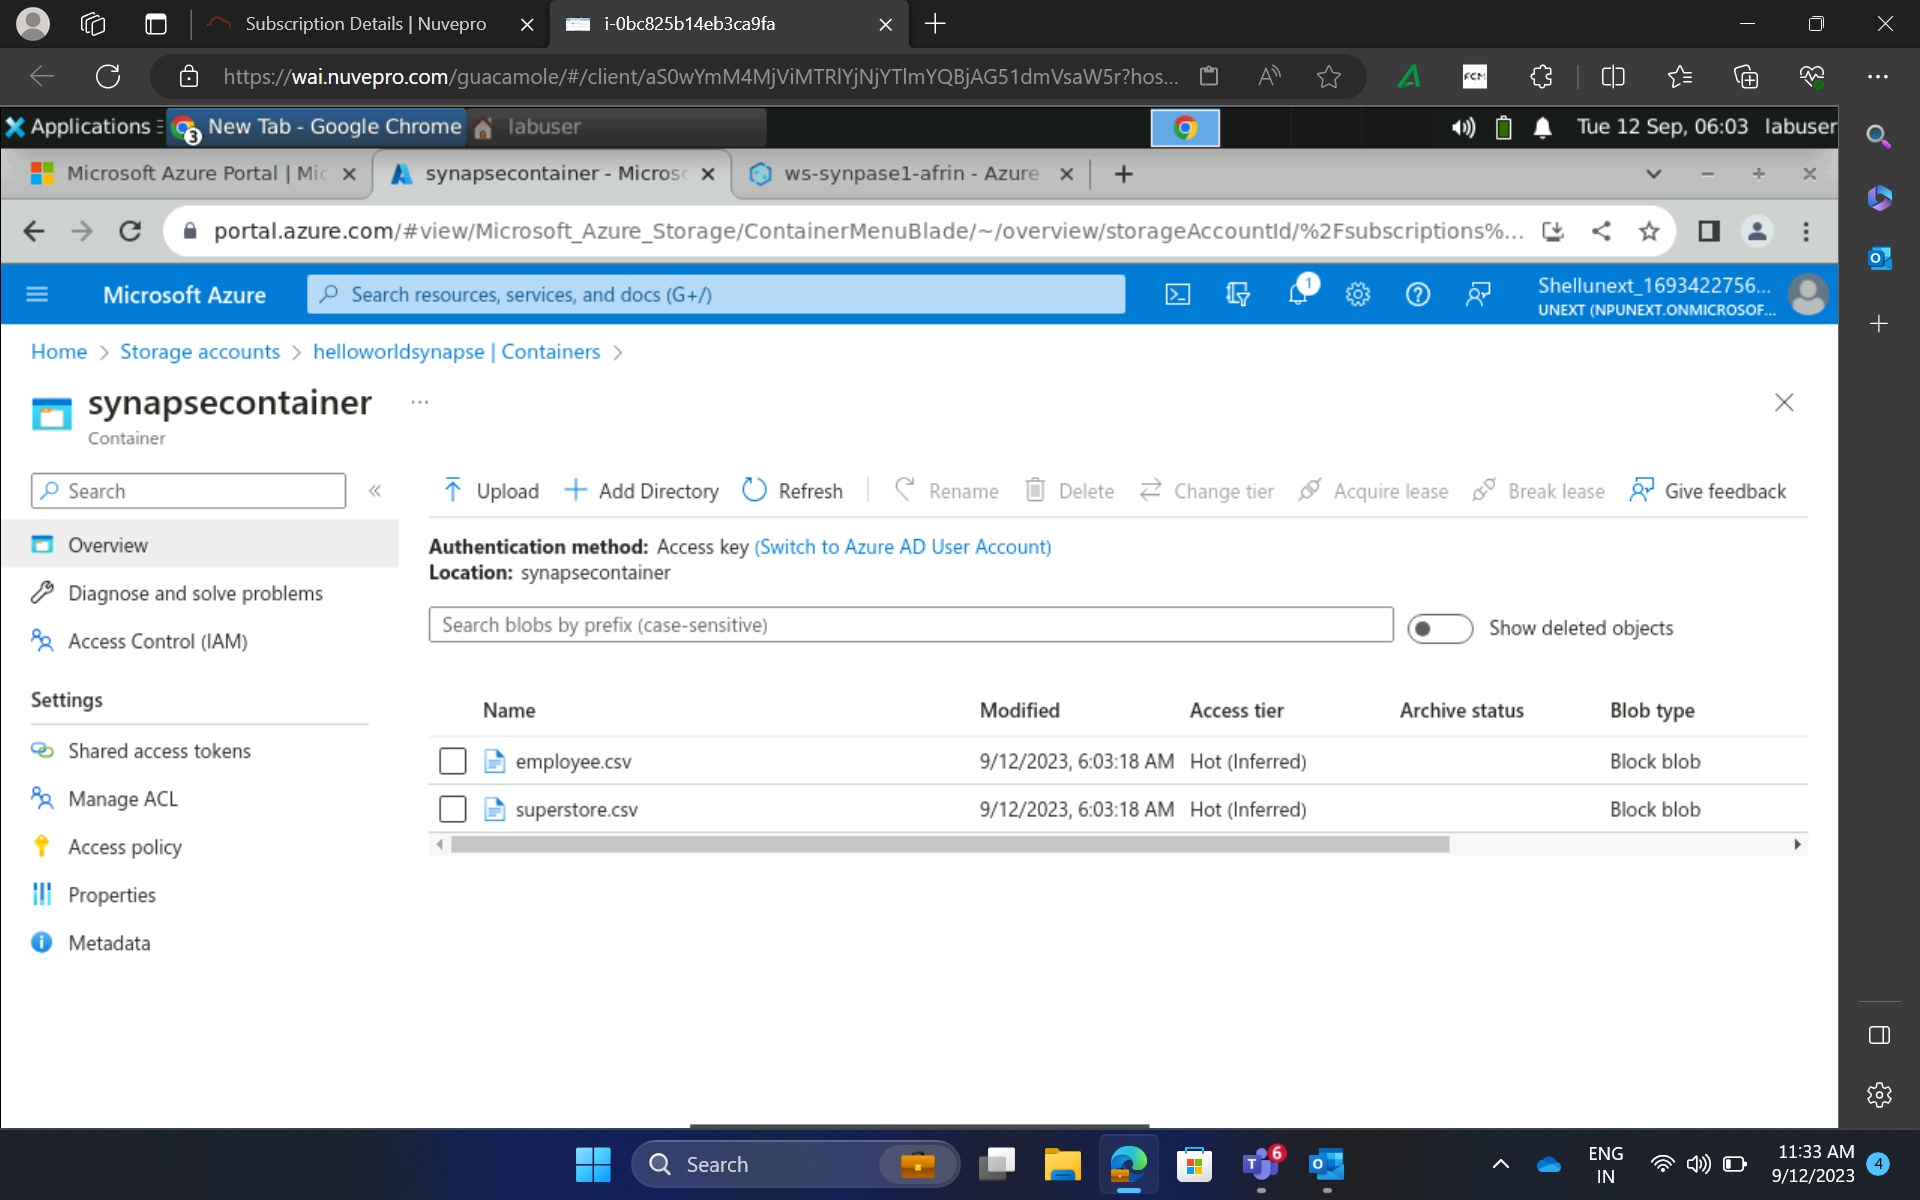 Subscription Details | Nuvepro
i-0bc825b14eb3ca9fa
https://wai.nuvepro.com/guacamole/#/client/aS0wYmM4MjViMTRlYjNjYTlmYQBjAG51dmVsaW5r?hos...
FCM
Applications
3
New Tab - Google Chrome
labuser
Tue 12 Sep, 06:03
labuser
Microsoft Azure Portal | Mic
synapsecontainer - Micros
ws-synpase1-afrin - Azure
portal.azure.com/#view/Microsoft_Azure_Storage/ContainerMenuBlade/~/overview/storageAccountId/%2Fsubscriptions%...
Microsoft Azure
Search resources, services, and docs (G+/)
1
Shellunext_1693422756...
UNEXT (NPUNEXT.ONMICROSOF...
Home > Storage accounts > helloworldsynapse | Containers >
synapsecontainer ...
Container
Search
«
Upload
Add Directory
Refresh
Rename
Delete
Change tier
Acquire lease
Break lease
Give feedback
Overview
Diagnose and solve problems
Access Control (IAM)
Settings
Shared access tokens
Manage ACL
Access policy
Properties
Metadata
Authentication method: Access key (Switch to Azure AD User Account)
Location: synapsecontainer
Search blobs by prefix (case-sensitive)
Show deleted objects
Name Modified Access tier Archive status Blob type
employee.csv 9/12/2023, 6:03:18 AM Hot (Inferred) Block blob
superstore.csv 9/12/2023, 6:03:18 AM Hot (Inferred) Block blob
Search
6
ENG
IN
11:33 AM
9/12/2023
4